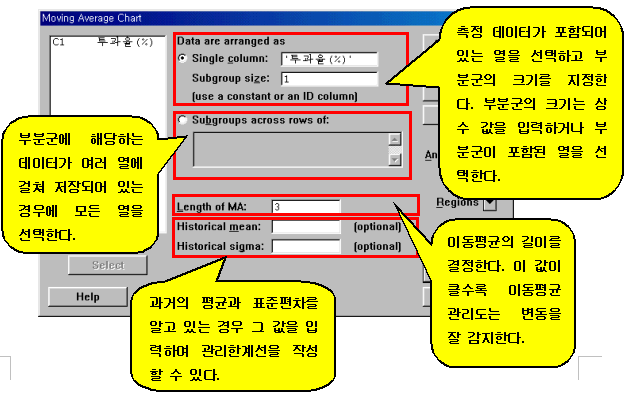 Moving Average Chart
C1 투과율(%)
Data are arranged as
Single column: '투과율(%)'
Subgroup size: 1
(use a constant or an ID column)
Subgroups across rows of:
Length of MA: 3
Historical mean: (optional)
Historical sigma: (optional)
An
Regions
Select
Help
측정 데이터가 포함되어
있는 열을 선택하고 부
분군의 크기를 지정한
다. 부분군의 크기는 상
수 값을 입력하거나 부
분군이 포함된 열을 선
택한다.
부분군에 해당하는
데이터가 여러 열에
걸쳐 저장되어 있는
경우에 모든 열을
선택한다.
이동평균의 길이를
결정한다. 이 값이
클수록 이동평균
관리도는 변동을
잘 감지한다.
과거의 평균과 표준편차를
알고 있는 경우 그 값을 입
력하여 관리한계선을 작성
할 수 있다.